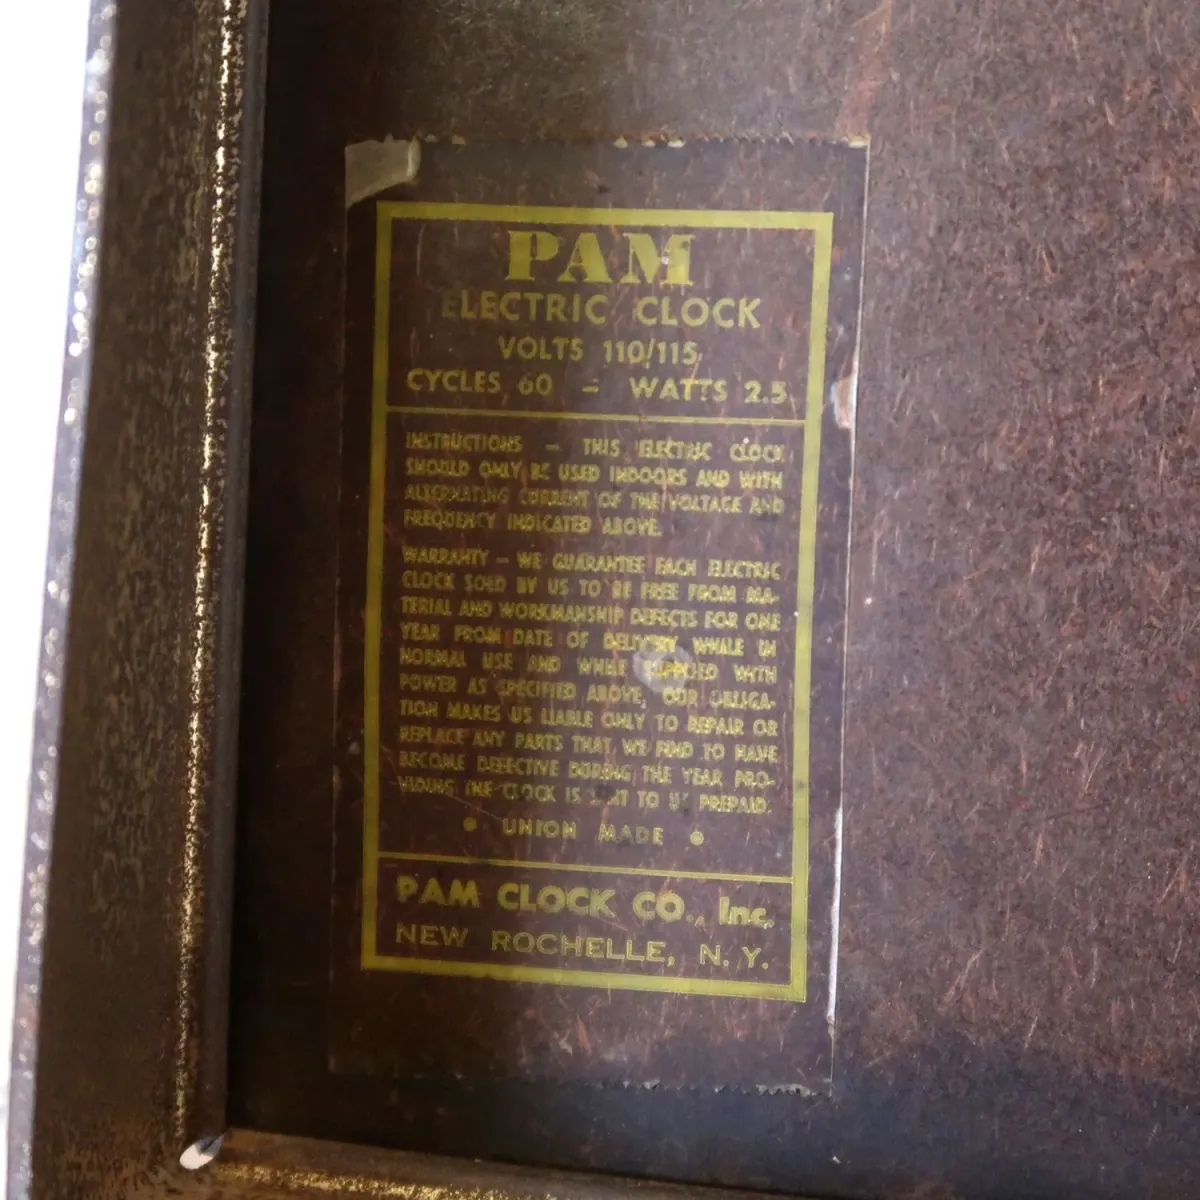 PAM
ELECTRIC CLOCK
VOLTS 110/115
CYCLES 60 – WATTS 2.5
INSTRUCTIONS — THIS ELECTRIC CLOCK
SHOULD ONLY BE USED INDOORS AND WITH
ALTERNATING CURRENT OF THE VOLTAGE AND
FREQUENCY INDICATED ABOVE.
WARRANTY — WE GUARANTEE EACH ELECTRIC
CLOCK SOLD BY US TO BE FREE FROM MA-
TERIAL AND WORKMANSHIP DEFECTS FOR ONE
YEAR FROM DATE OF DELIVERY WHILE IN
NORMAL USE AND WHILE SUPPLIED WITH
POWER AS SPECIFIED ABOVE, OUR OBLIGA-
TION MAKES US LIABLE ONLY TO REPAIR OR
REPLACE ANY PARTS THAT WE FIND TO HAVE
BECOME DEFECTIVE DURING THE YEAR PRO-
VIDING THE CLOCK IS SENT TO US PREPAID.
• UNION MADE •
PAM CLOCK CO., Inc.
NEW ROCHELLE, N. Y.